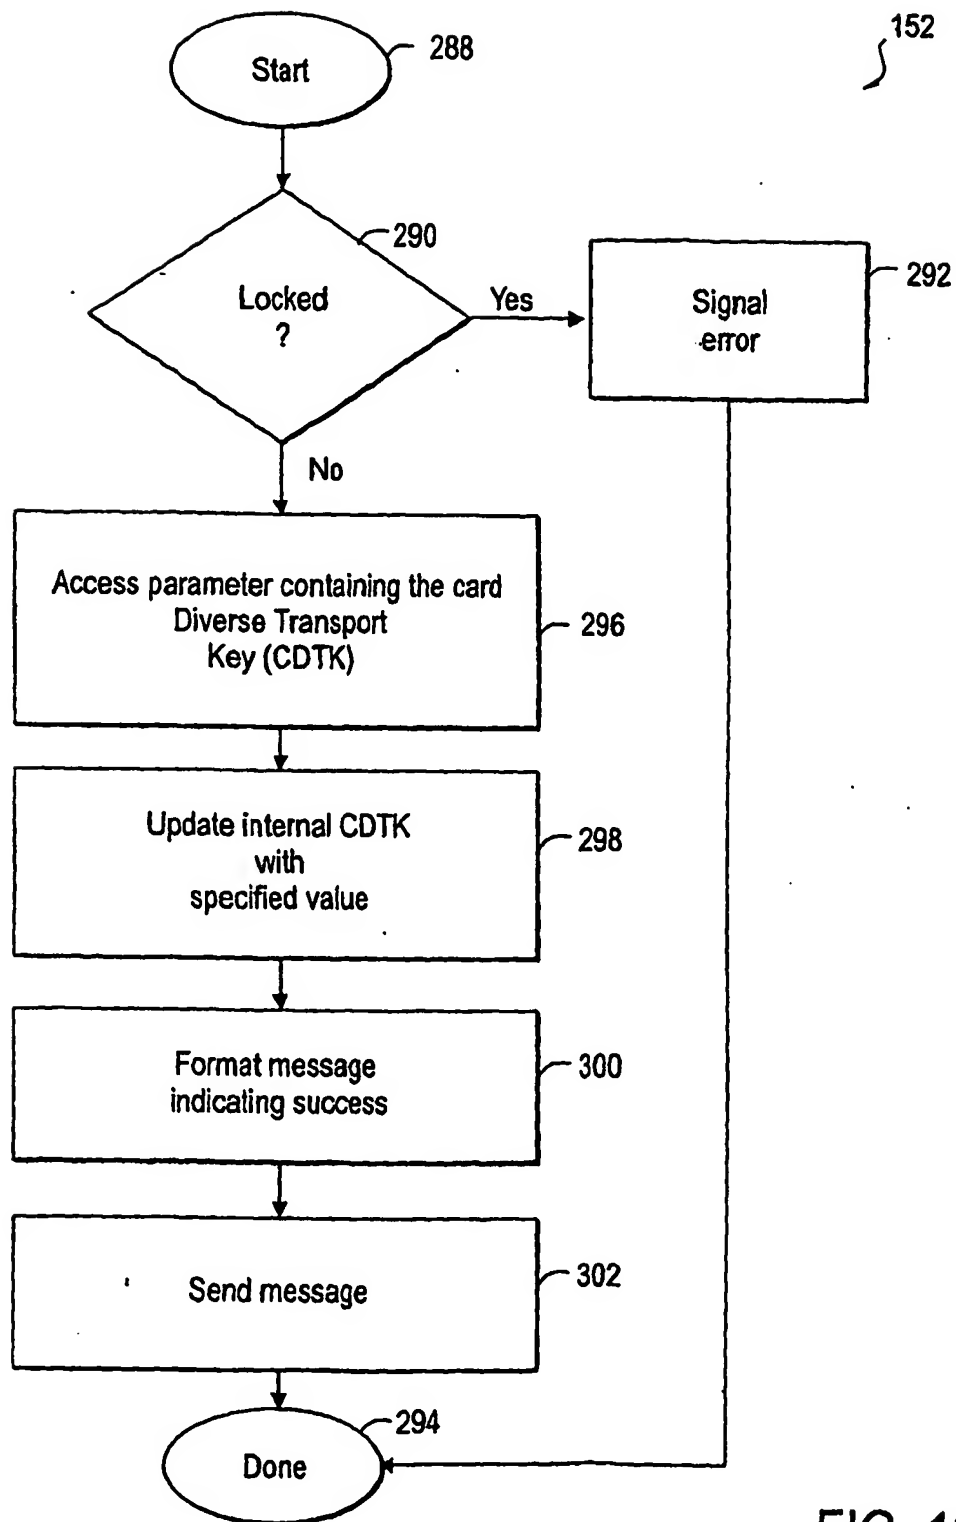 152
Start
288
Locked
?
290
Yes
Signal
error
292
No
Access parameter containing the card
Diverse Transport
Key (CDTK)
296
Update internal CDTK
with
specified value
298
Format message
indicating success
300
Send message
302
Done
294
FIG.